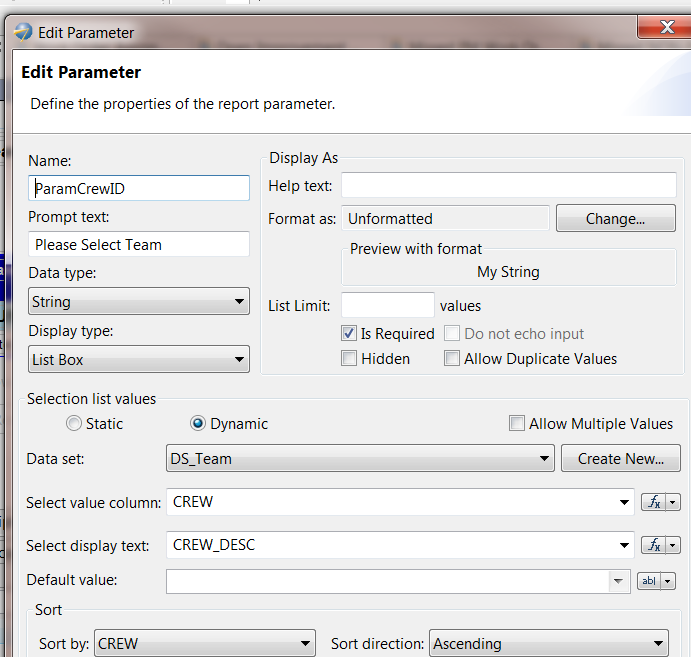 Edit Parameter
Edit Parameter
Define the properties of the report parameter.
Name:
ParamCrewID
Prompt text:
Please Select Team
Data type:
String
Display type:
List Box
Display As
Help text:
Format as: Unformatted Change...
Preview with format
My String
List Limit: values
Is Required Do not echo input
Hidden Allow Duplicate Values
Selection list values
Static Dynamic Allow Multiple Values
Data set: DS_Team Create New...
Select value column: CREW fx
Select display text: CREW_DESC fx
Default value: ab|
Sort
Sort by: CREW Sort direction: Ascending